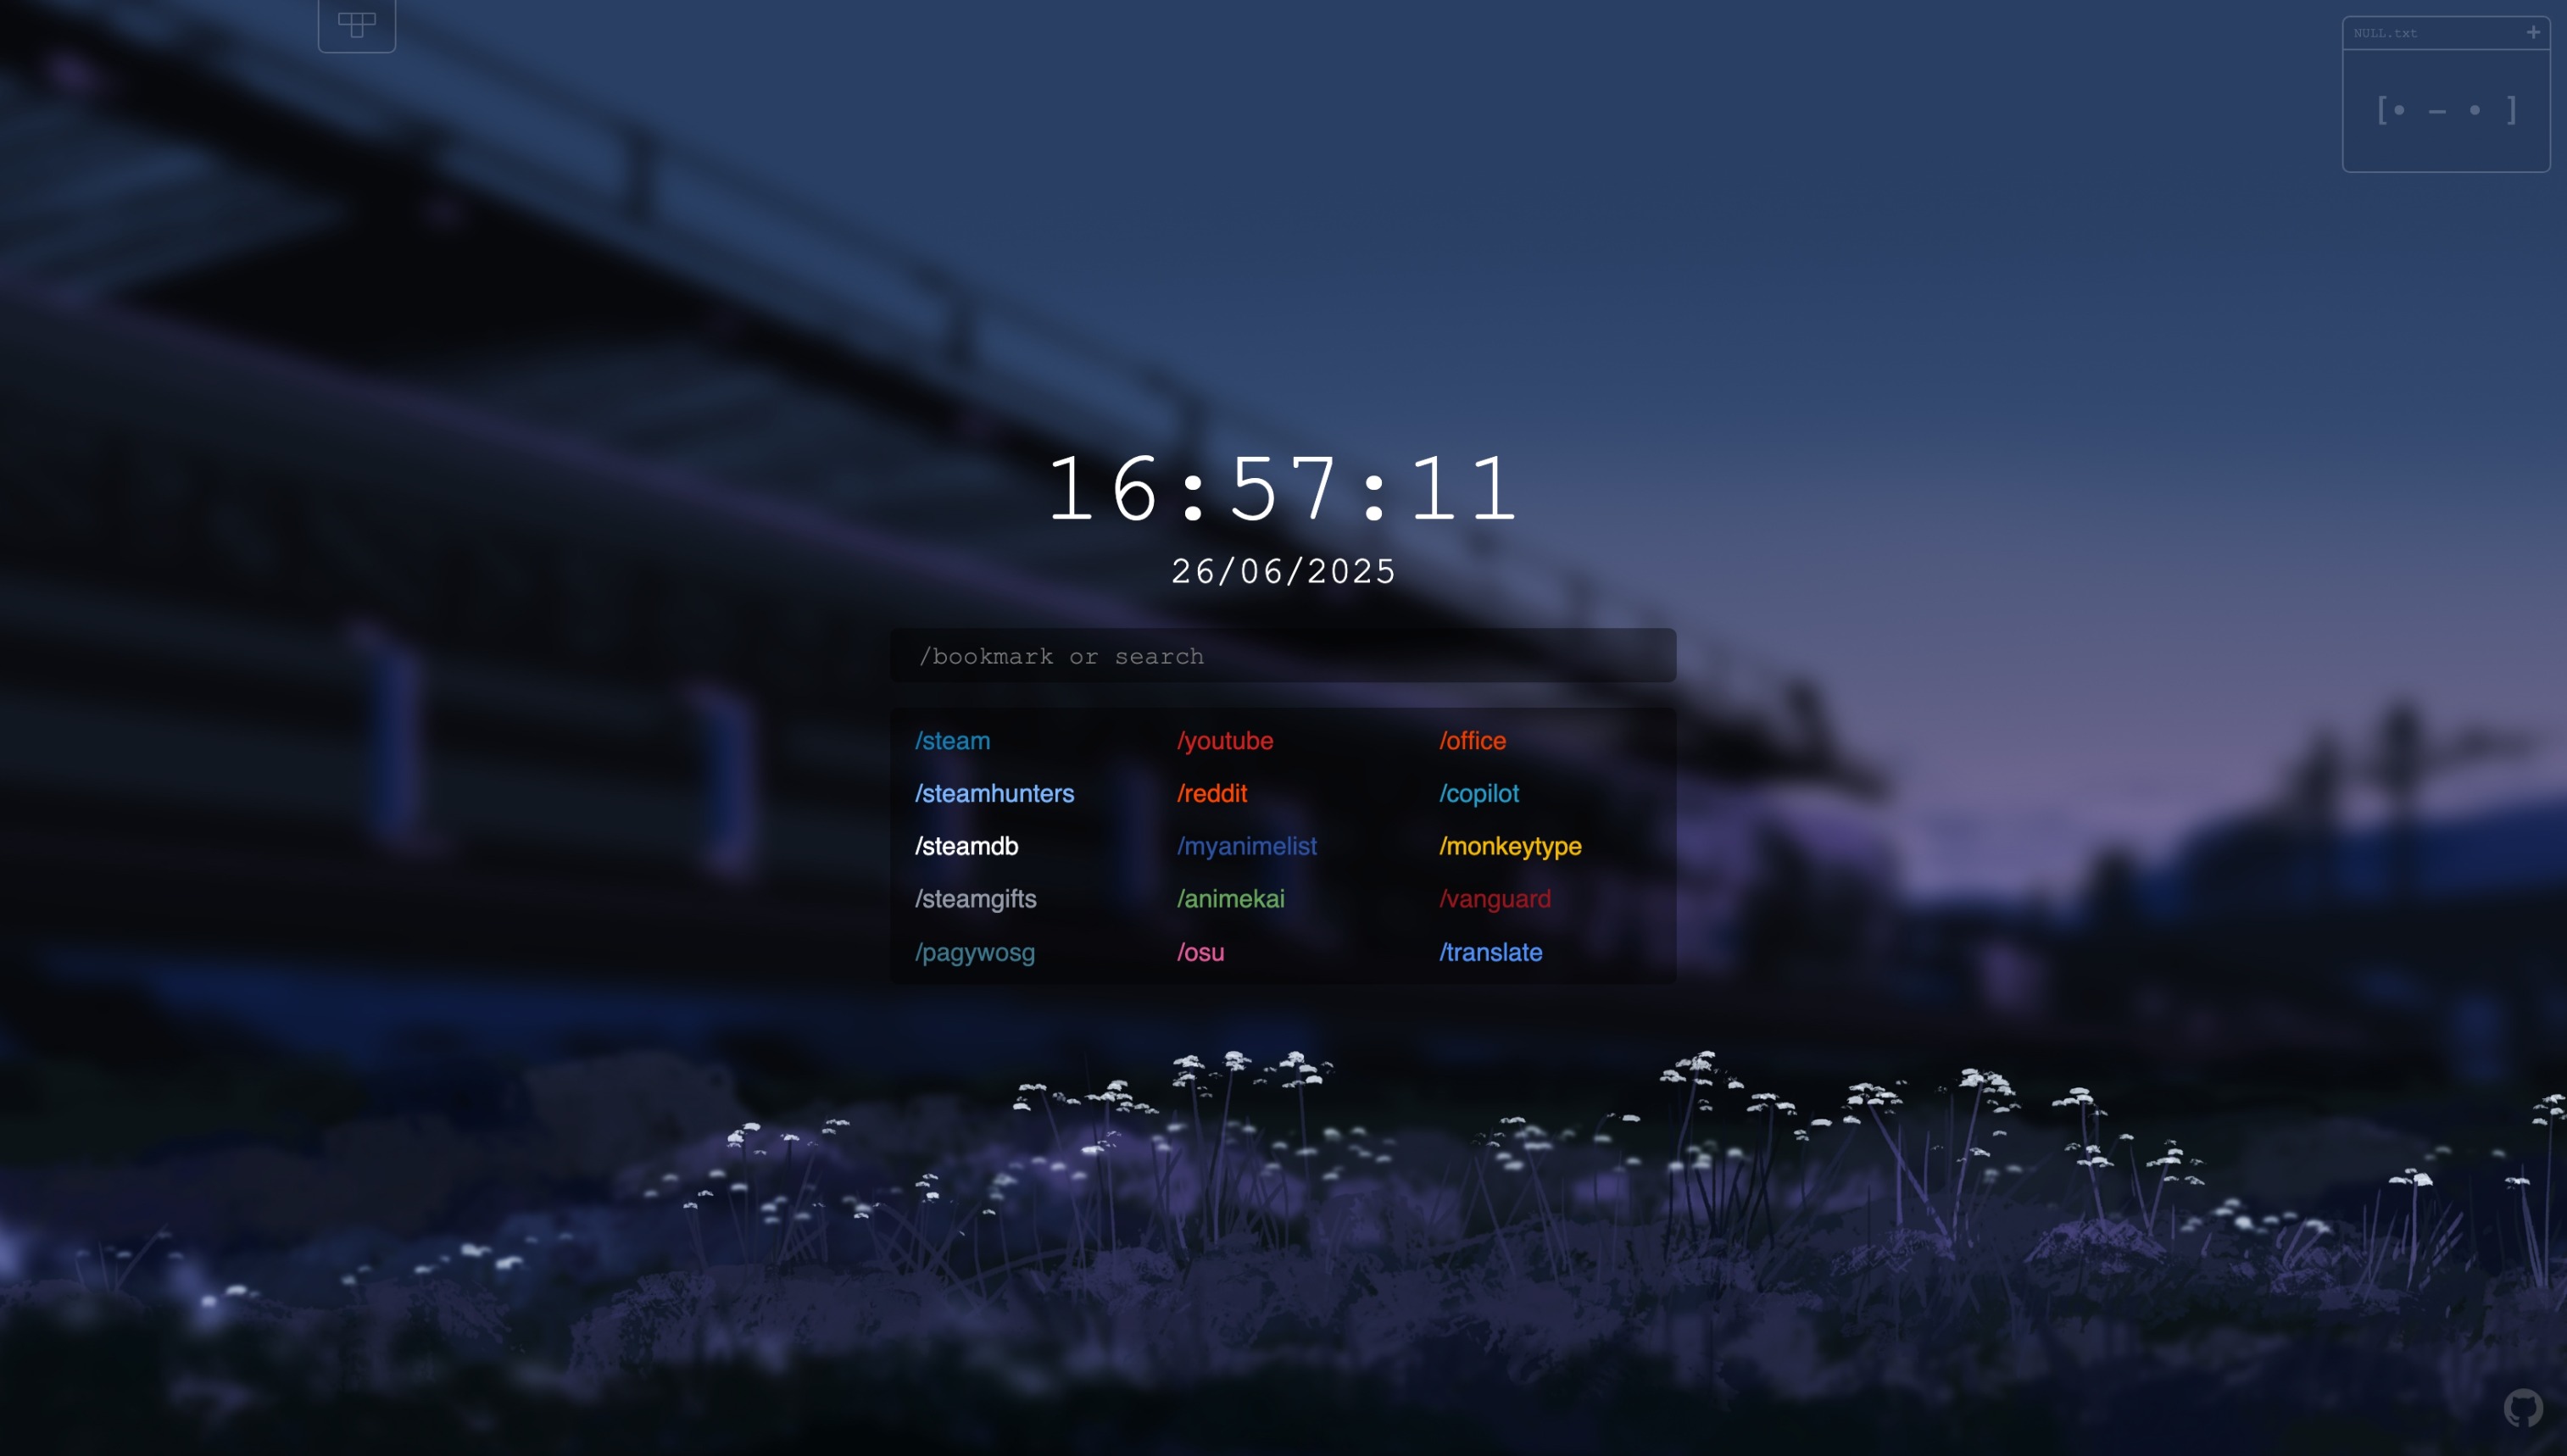 NULL.txt +
[• – • ]
16:57:11
26/06/2025
/bookmark or search
/steam /youtube /office
/steamhunters /reddit /copilot
/steamdb /myanimelist /monkeytype
/steamgifts /animekai /vanguard
/pagywosg /osu /translate